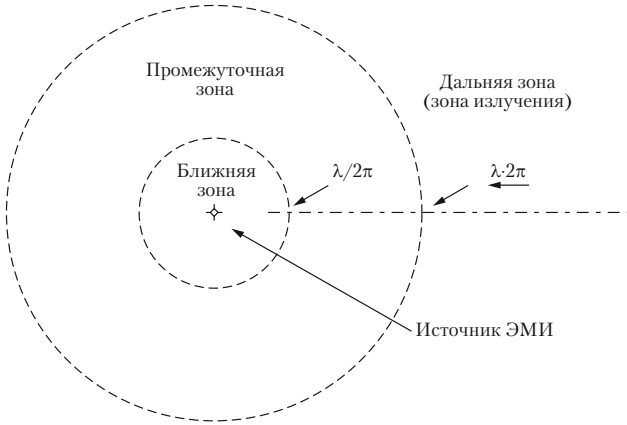 Промежуточная
зона
Дальняя зона
(зона излучения)
Ближняя
зона
λ/2π
λ·2π
Источник ЭМИ